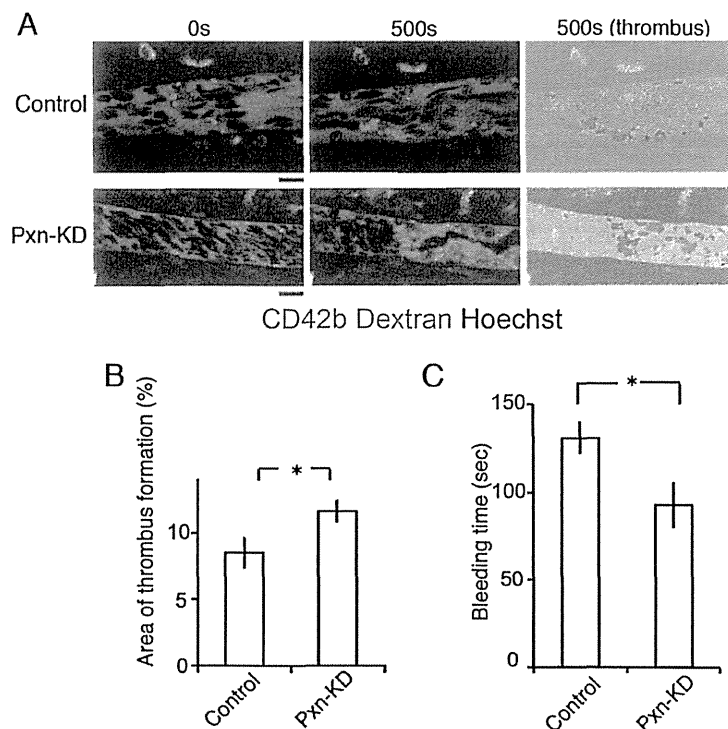 A
0s 500s 500s (thrombus)
Control
Pxn-KD
CD42b Dextran Hoechst
B
Area of thrombus formation (%)
10
5
0
*
Control Pxn-KD
C
Bleeding time (sec)
150
100
50
0
*
Control Pxn-KD